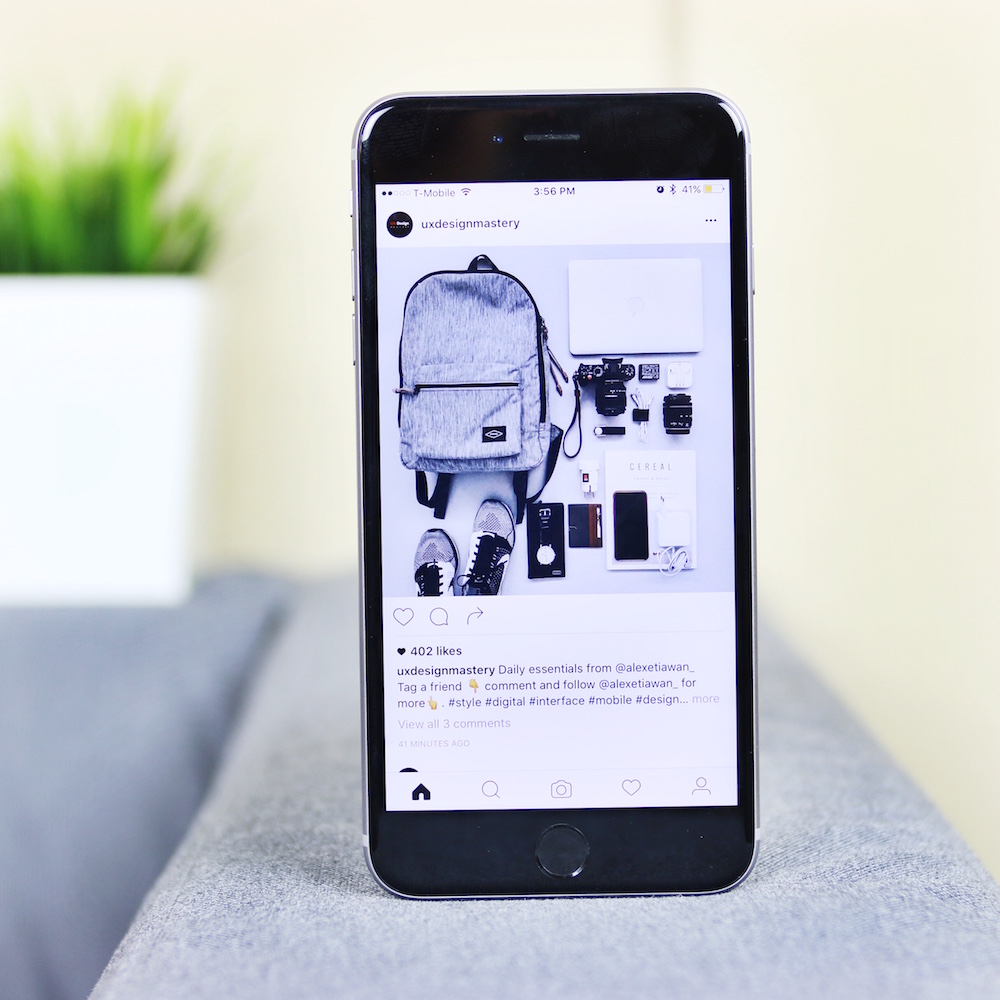 T-Mobile 3:56 PM 41%
uxdesignmastery
CEREAL
402 likes
uxdesignmastery Daily essentials from @alexetiawan_
Tag a friend 👇 comment and follow @alexetiawan_ for
more👆. #style #digital #interface #mobile #design... more
View all 3 comments
41 MINUTES AGO